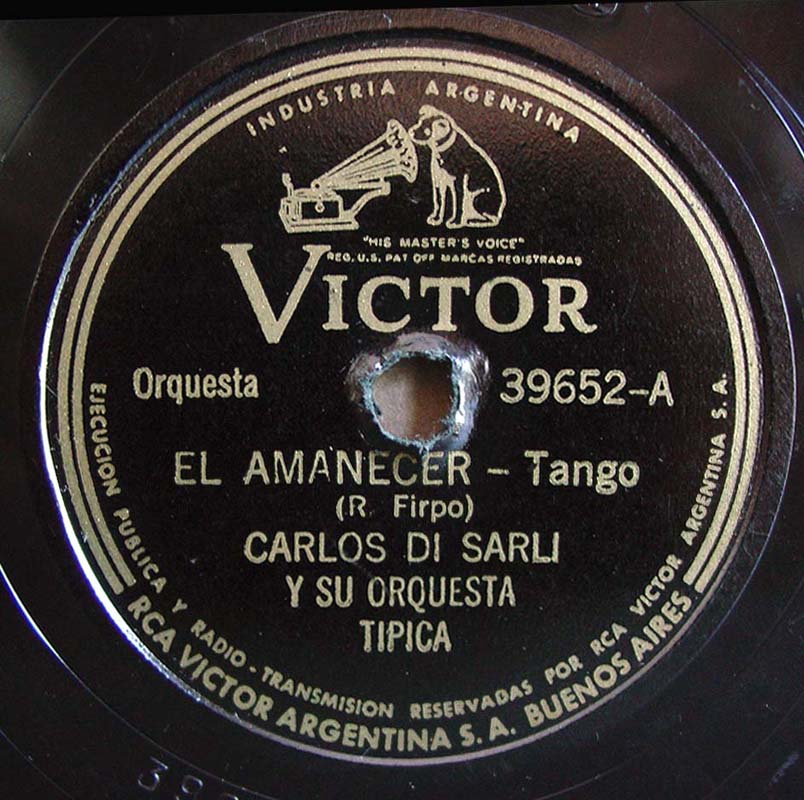 INDUSTRIA ARGENTINA
"HIS MASTER'S VOICE"
REG. U.S. PAT OFF MARCAS REGISTRADAS
VICTOR
Orquesta
39652-A
EL AMANECER - Tango
(R. Firpo)
CARLOS DI SARLI
Y SU ORQUESTA
TIPICA
EJECUCION PUBLICA Y RADIO-TRANSMISION RESERVADAS POR RCA VICTOR ARGENTINA S. A.
RCA VICTOR ARGENTINA S. A. BUENOS AIRES